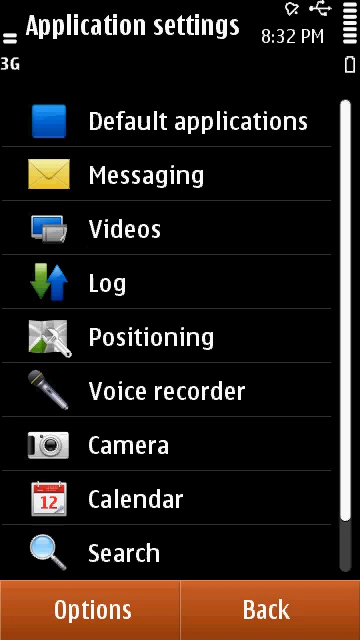 Application settings
8:32 PM
3G
Default applications
Messaging
Videos
Log
Positioning
Voice recorder
Camera
12
Calendar
Search
Options
Back